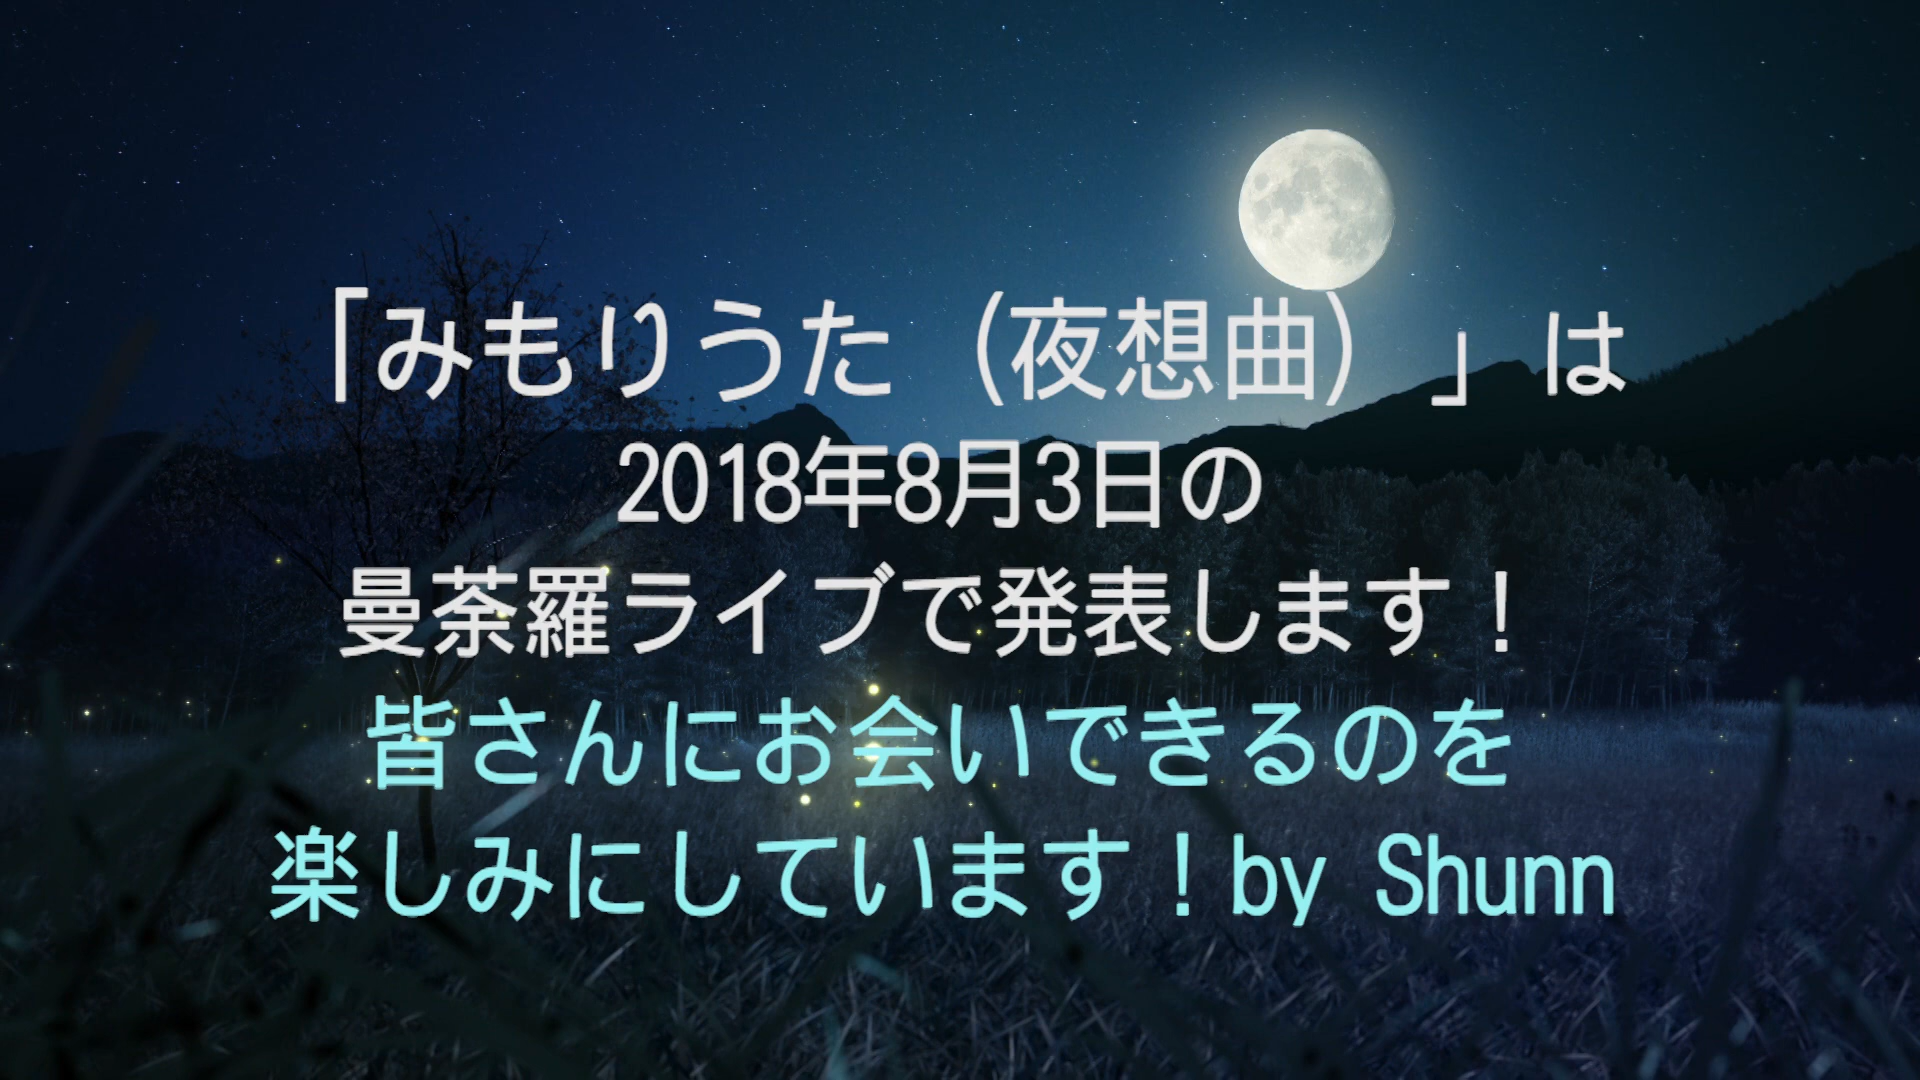 「みもりうた（夜想曲）」は
2018年8月3日の
曼荼羅ライブで発表します！
皆さんにお会いできるのを
楽しみにしています！by Shunn